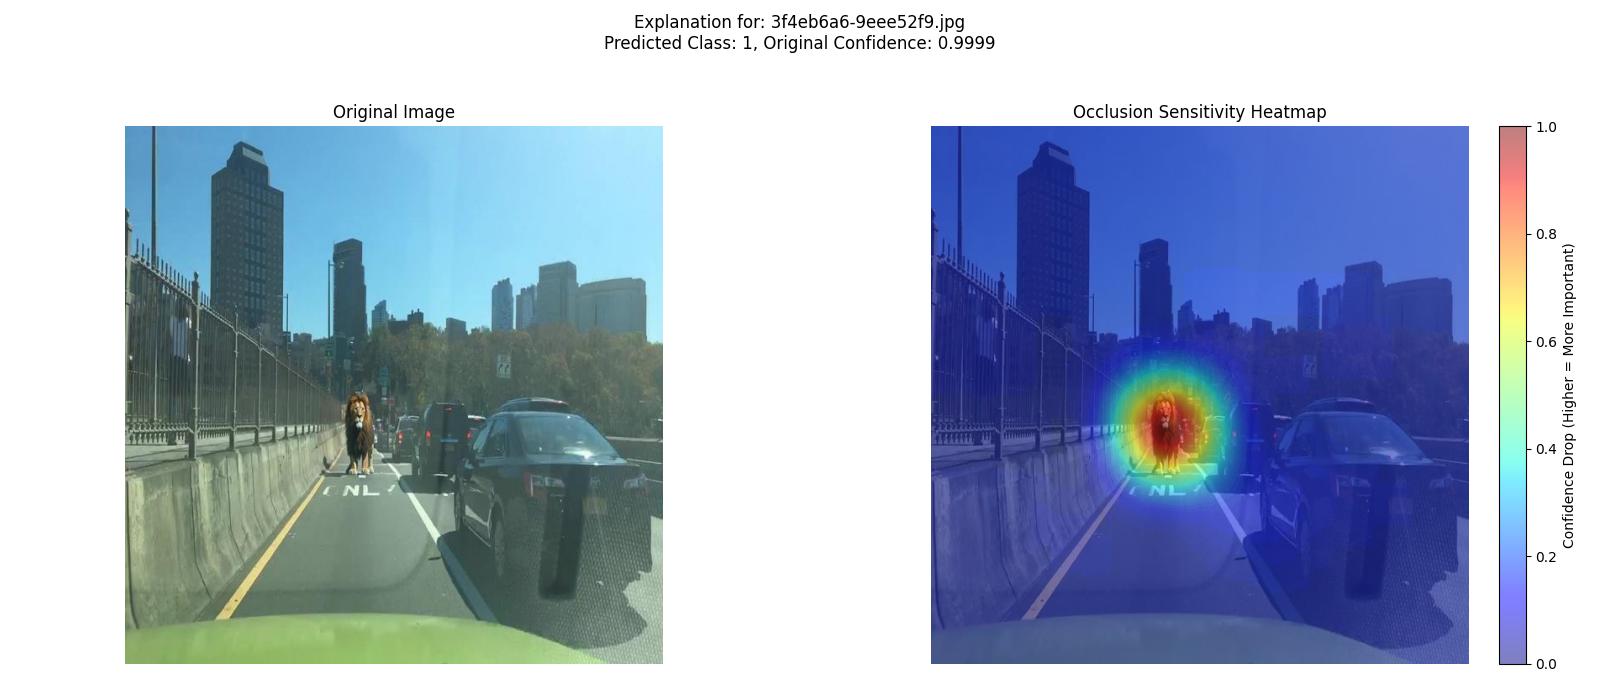 Explanation for: 3f4eb6a6-9eee52f9.jpg
Predicted Class: 1, Original Confidence: 0.9999
Original Image
Occlusion Sensitivity Heatmap
1.0
0.8
0.6
0.4
0.2
0.0
Confidence Drop (Higher = More Important)